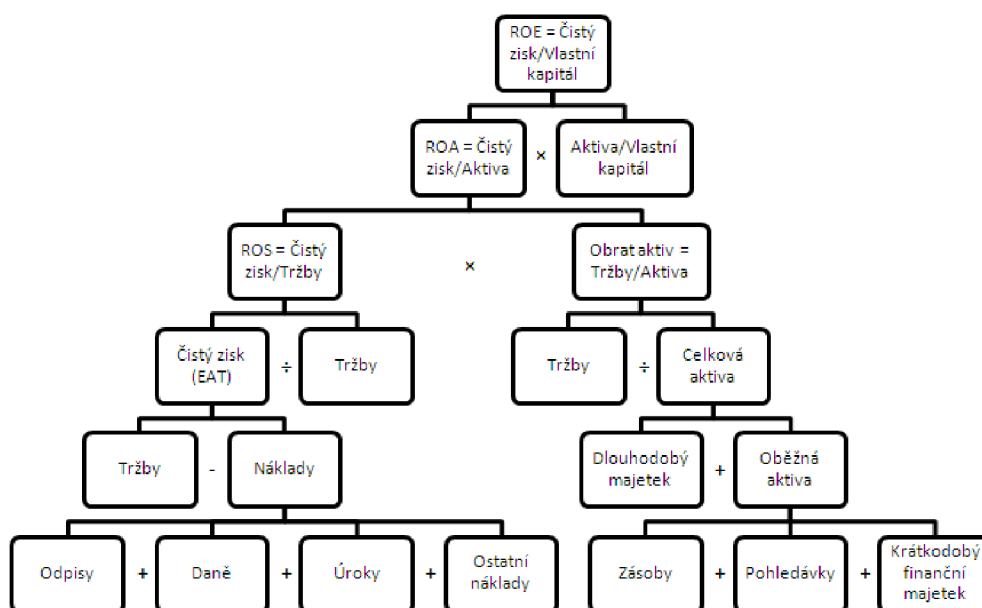 ROE = Čistý
zisk/Vlastní
kapitál
ROA = Čistý
zisk/Aktiva
×
Aktiva/Vlastní
kapitál
ROS = Čistý
zisk/Tržby
×
Obrat aktiv =
Tržby/Aktiva
Čistý zisk
(EAT)
÷
Tržby
Tržby
÷
Celková
aktiva
Tržby
-
Náklady
Dlouhodobý
majetek
+
Oběžná
aktiva
Odpisy
+
Daně
+
Úroky
+
Ostatní
náklady
Zásoby
+
Pohledávky
+
Krátkodobý
finanční
majetek